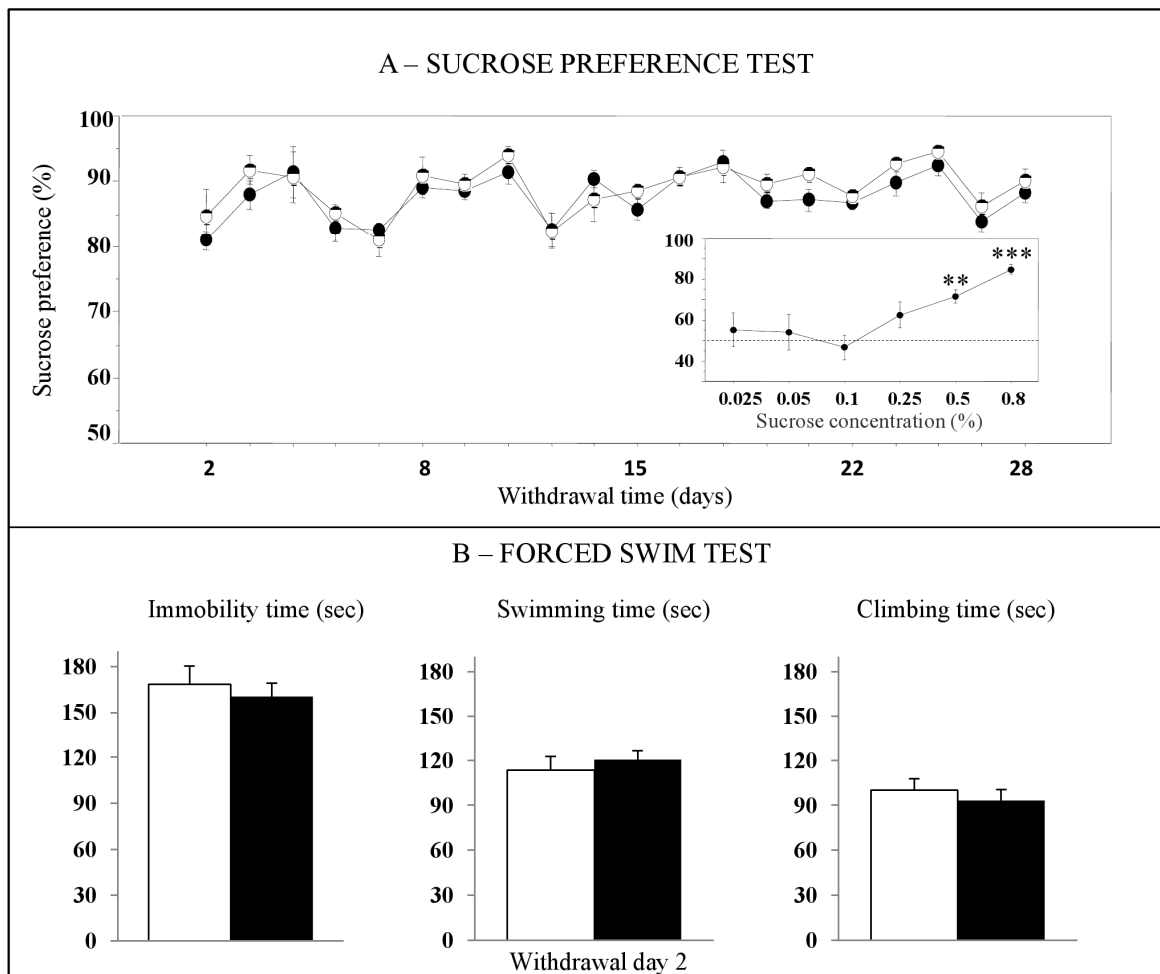 A – SUCROSE PREFERENCE TEST
Sucrose preference (%)
100
90
80
70
60
50
2 8 15 22 28
Withdrawal time (days)
100
80
60
40
** ***
0.025 0.05 0.1 0.25 0.5 0.8
Sucrose concentration (%)
B – FORCED SWIM TEST
Immobility time (sec)
180
150
120
90
60
30
0
Swimming time (sec)
180
150
120
90
60
30
0
Withdrawal day 2
Climbing time (sec)
180
150
120
90
60
30
0